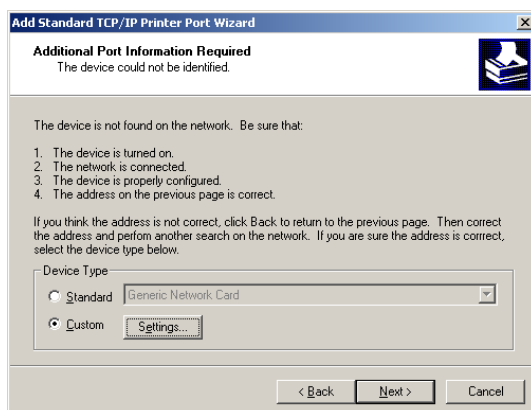 Add Standard TCP/IP Printer Port Wizard
Additional Port Information Required
The device could not be identified.
The device is not found on the network. Be sure that:
1. The device is turned on.
2. The network is connected.
3. The device is properly configured.
4. The address on the previous page is correct.
If you think the address is not correct, click Back to return to the previous page. Then correct
the address and perfom another search on the network. If you are sure the address is correct,
select the device type below.
Device Type
Standard Generic Network Card
Custom Settings...
< Back Next > Cancel